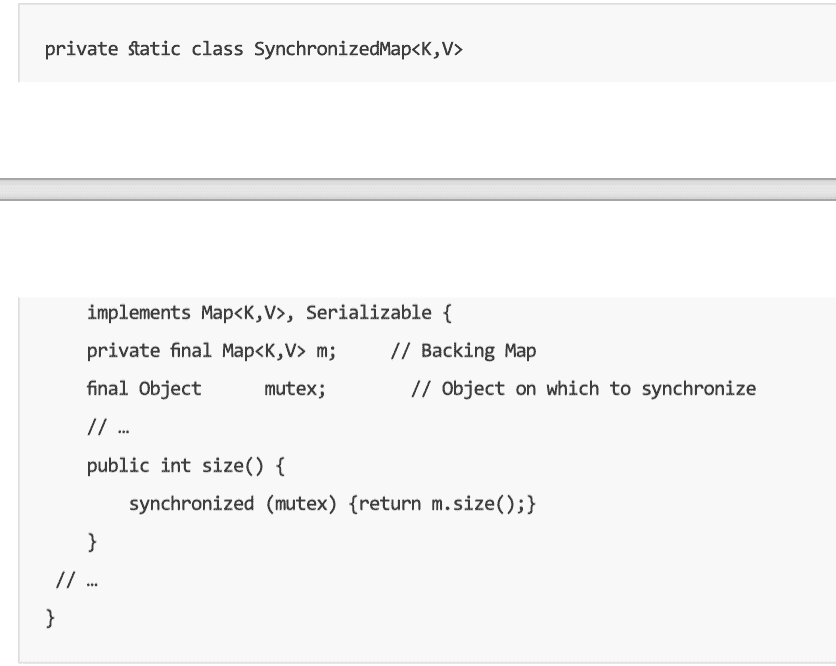 private static class SynchronizedMap<K,V>
implements Map<K,V>, Serializable {
private final Map<K,V> m;     // Backing Map
final Object      mutex;        // Object on which to synchronize
// …
public int size() {
synchronized (mutex) {return m.size();}
}
// …
}